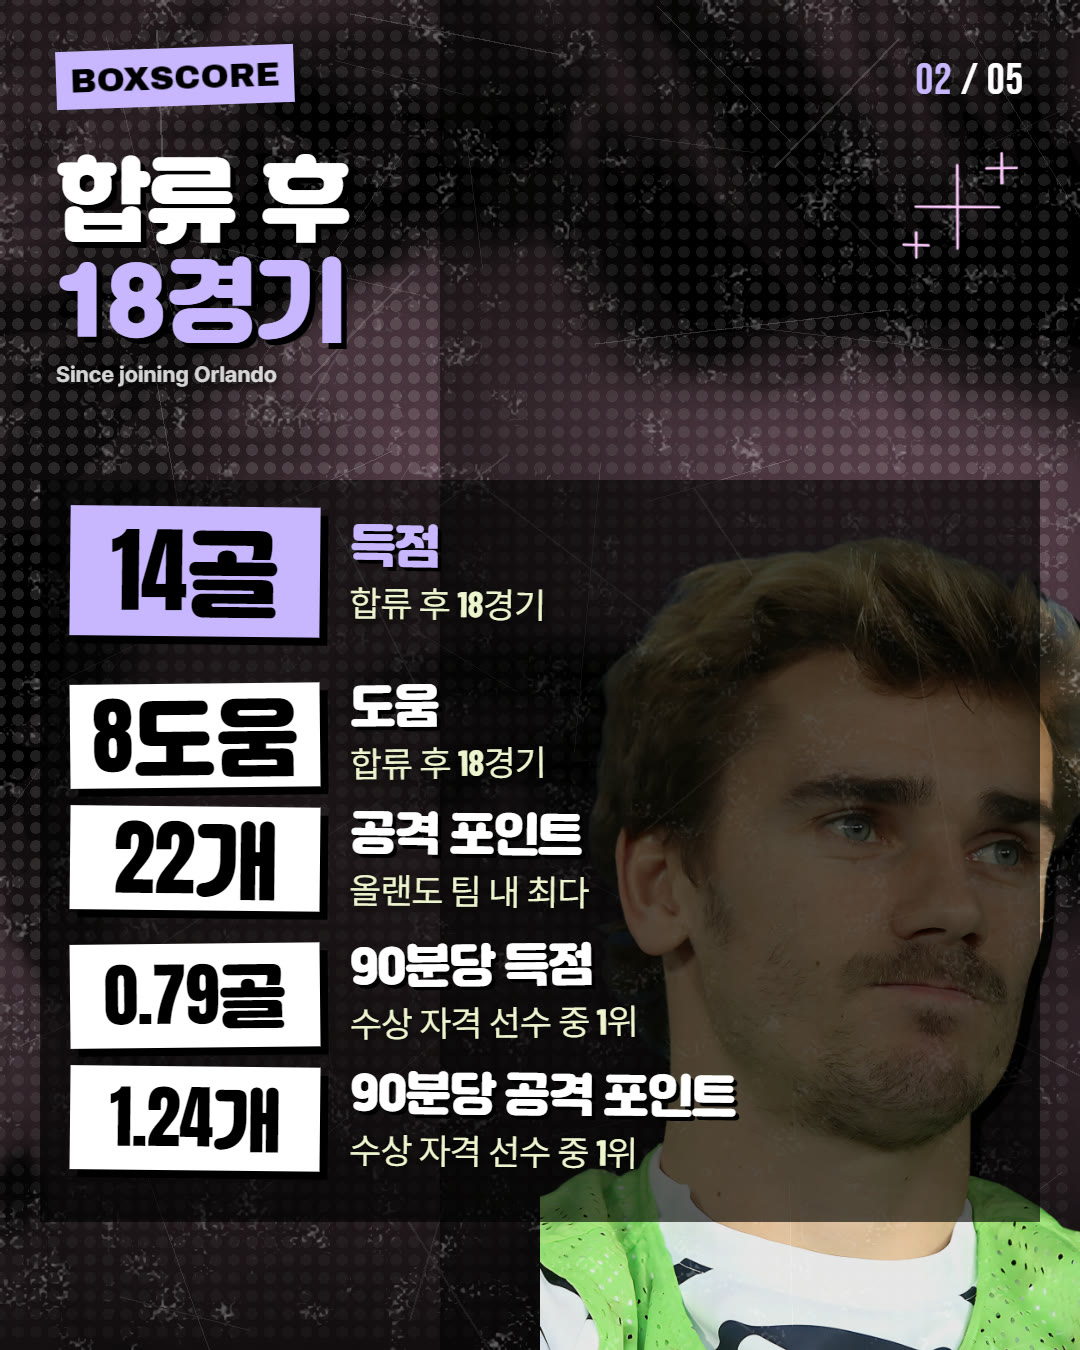 BOXSCORE
02 / 05
합류 후
18경기
Since joining Orlando
14골
득점
합류 후 18경기
8도움
도움
합류 후 18경기
22개
공격 포인트
올랜도 팀 내 최다
0.79골
90분당 득점
수상 자격 선수 중 1위
1.24개
90분당 공격 포인트
수상 자격 선수 중 1위